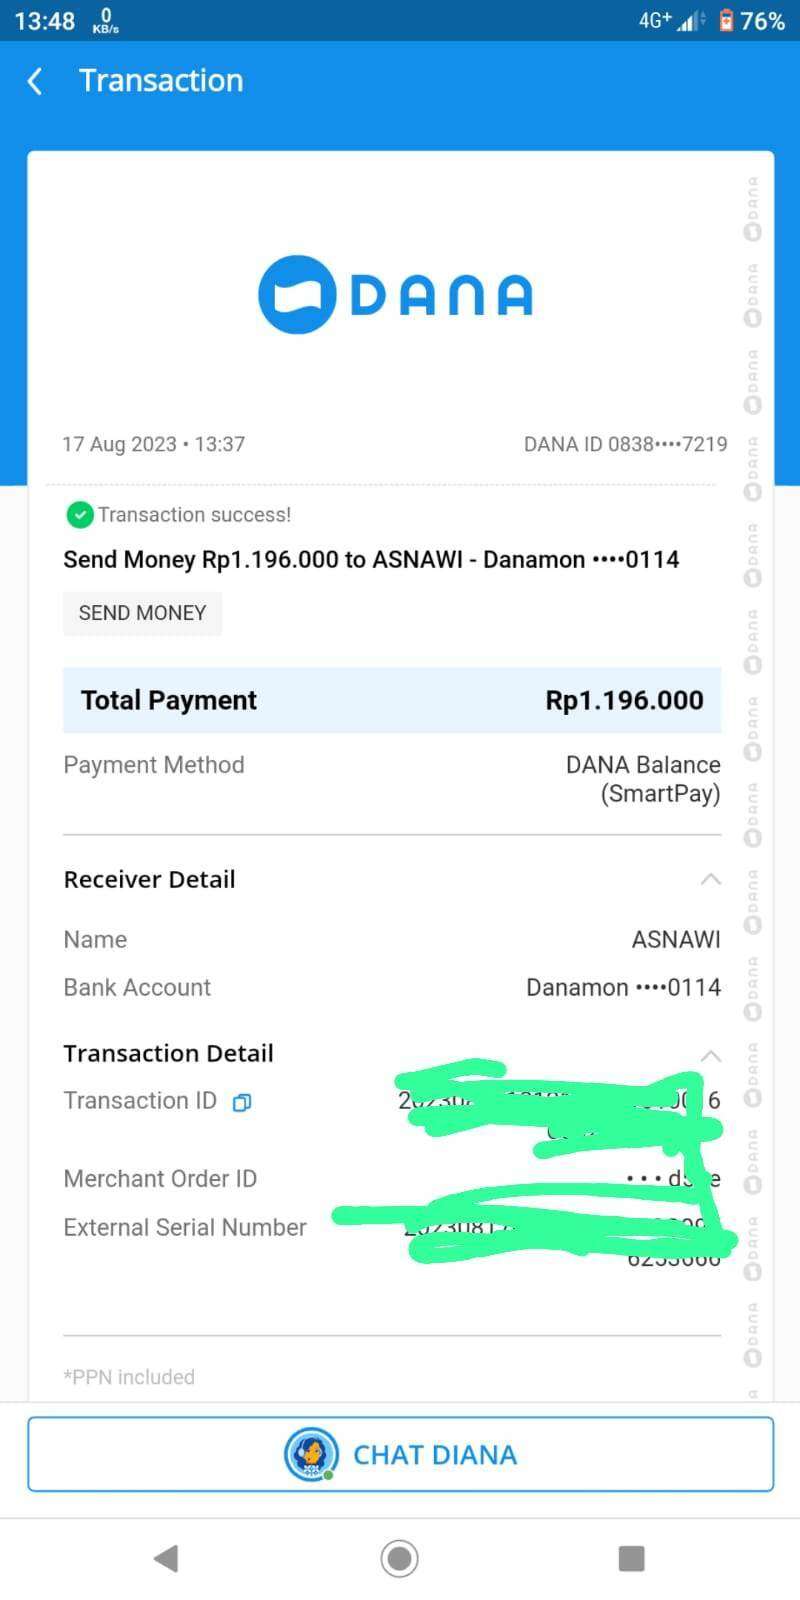 13:48 0 KB/s 4G+ 76%
Transaction
DANA
17 Aug 2023 • 13:37 DANA ID 0838••••7219
Transaction success!
Send Money Rp1.196.000 to ASNAWI - Danamon ••••0114
SEND MONEY
Total Payment Rp1.196.000
Payment Method DANA Balance
(SmartPay)
Receiver Detail
Name ASNAWI
Bank Account Danamon ••••0114
Transaction Detail
Transaction ID
Merchant Order ID
External Serial Number
*PPN included
CHAT DIANA